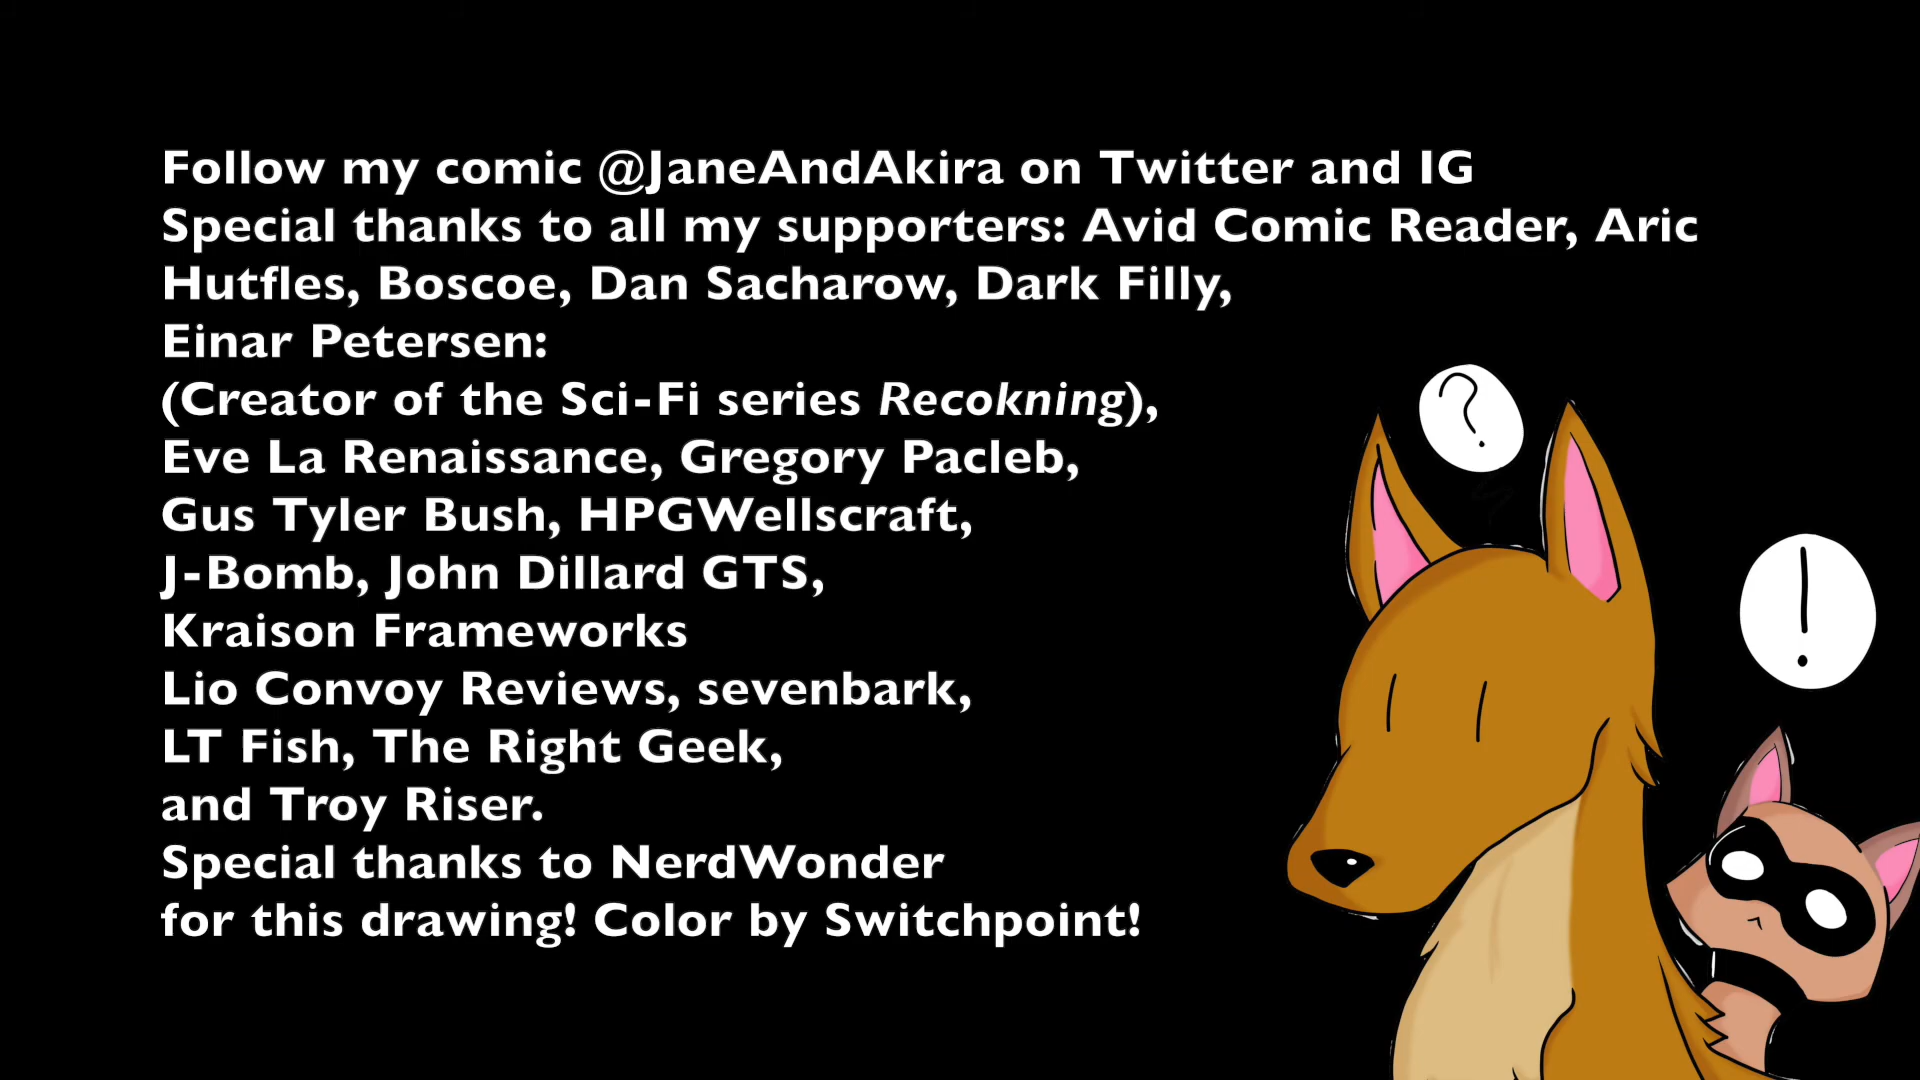 Follow my comic @JaneAndAkira on Twitter and IG
Special thanks to all my supporters: Avid Comic Reader, Aric
Hutfles, Boscoe, Dan Sacharow, Dark Filly,
Einar Petersen:
(Creator of the Sci-Fi series Recokning),
Eve La Renaissance, Gregory Pacleb,
Gus Tyler Bush, HPGWellscraft,
J-Bomb, John Dillard GTS,
Kraison Frameworks
Lio Convoy Reviews, sevenbark,
LT Fish, The Right Geek,
and Troy Riser.
Special thanks to NerdWonder
for this drawing! Color by Switchpoint!
?
!